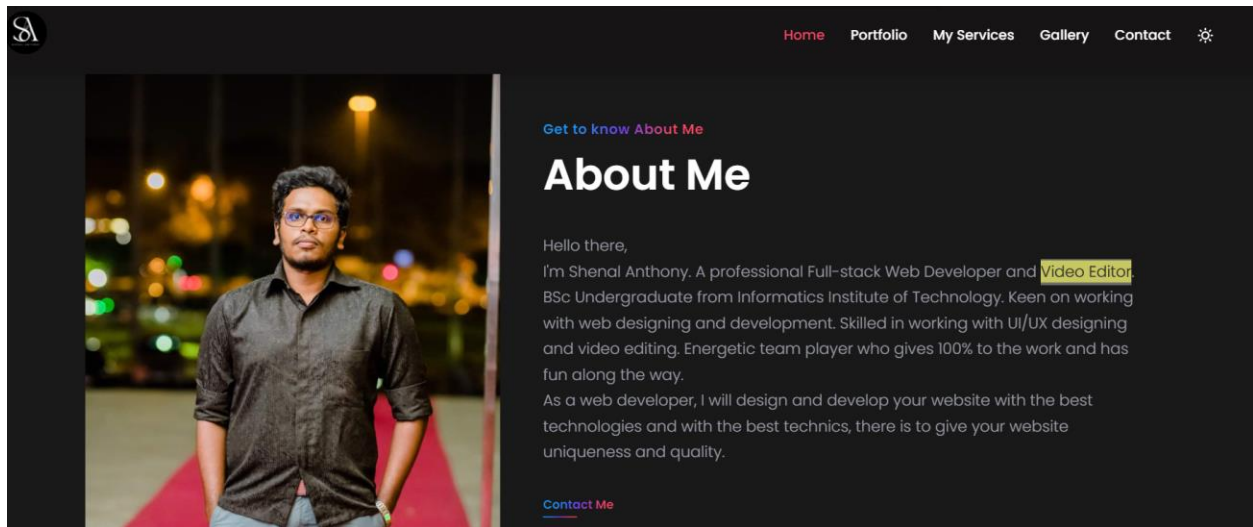 SA
Home Portfolio My Services Gallery Contact
Get to know About Me
About Me
Hello there,
I'm Shenal Anthony. A professional Full-stack Web Developer and Video Editor.
BSc Undergraduate from Informatics Institute of Technology. Keen on working
with web designing and development. Skilled in working with UI/UX designing
and video editing. Energetic team player who gives 100% to the work and has
fun along the way.
As a web developer, I will design and develop your website with the best
technologies and with the best technics, there is to give your website
uniqueness and quality.
Contact Me